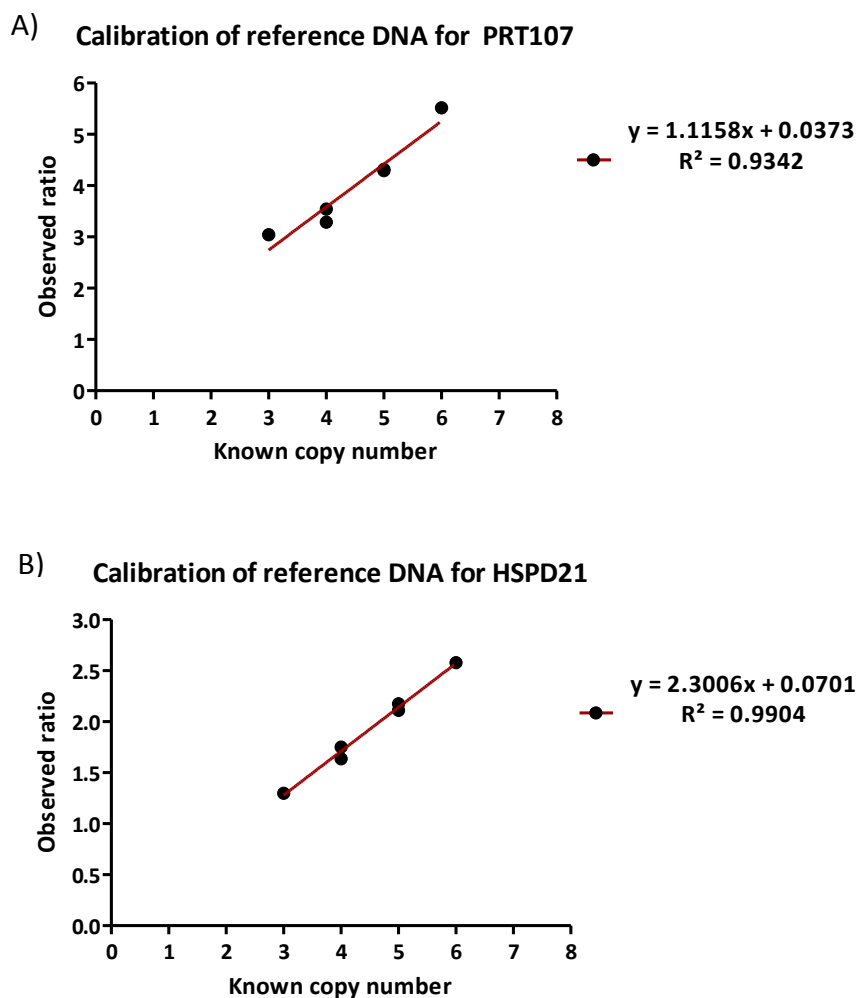 A)
Calibration of reference DNA for PRT107
6
5
4
3
2
1
0
Observed ratio
0 1 2 3 4 5 6 7 8
Known copy number
y = 1.1158x + 0.0373
R² = 0.9342
B)
Calibration of reference DNA for HSPD21
3.0
2.5
2.0
1.5
1.0
0.5
0.0
Observed ratio
0 1 2 3 4 5 6 7 8
Known copy number
y = 2.3006x + 0.0701
R² = 0.9904